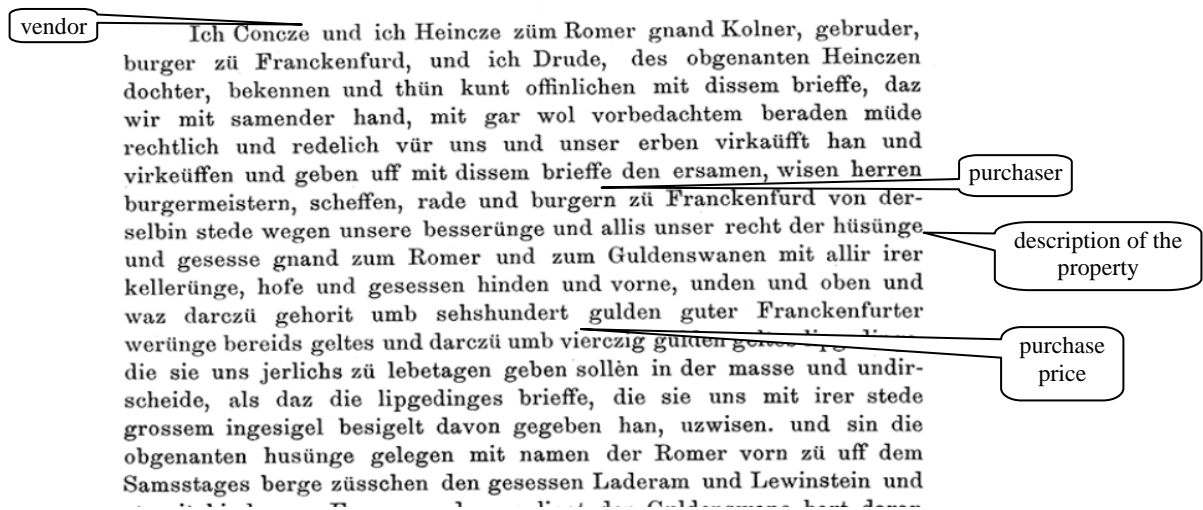 vendor
Ich Concze und ich Heincze züm Romer gnand Kolner, gebruder,
burger zü Franckenfurd, und ich Drude, des obgenanten Heinczen
dochter, bekennen und thün kunt offinlichen mit dissem brieffe, daz
wir mit samender hand, mit gar wol vorbedachtem beraden müde
rechtlich und redelich vür uns und unser erben virkaüfft han und
virkeüffen und geben uff mit dissem brieffe den ersamen, wisen herren
purchaser
burgermeistern, scheffen, rade und burgern zü Franckenfurd von der-
selbin stede wegen unsere besserünge und allis unser recht der hüsünge
description of the
property
und gesesse gnand zum Romer und zum Guldenswanen mit allir irer
kellerünge, hofe und gesessen hinden und vorne, unden und oben und
waz darczü gehorit umb sehshundert gulden guter Franckenfurter
werünge bereids geltes und darczü umb vierczig gulden
purchase
price
die sie uns jerlichs zü lebetagen geben sollen in der masse und undir-
scheide, als daz die lipgedinges brieffe, die sie uns mit irer stede
grossem ingesigel besigelt davon gegeben han, uzwisen. und sin die
obgenanten husünge gelegen mit namen der Romer vorn zü uff dem
Samsstages berge züsschen den gesessen Laderam und Lewinstein und